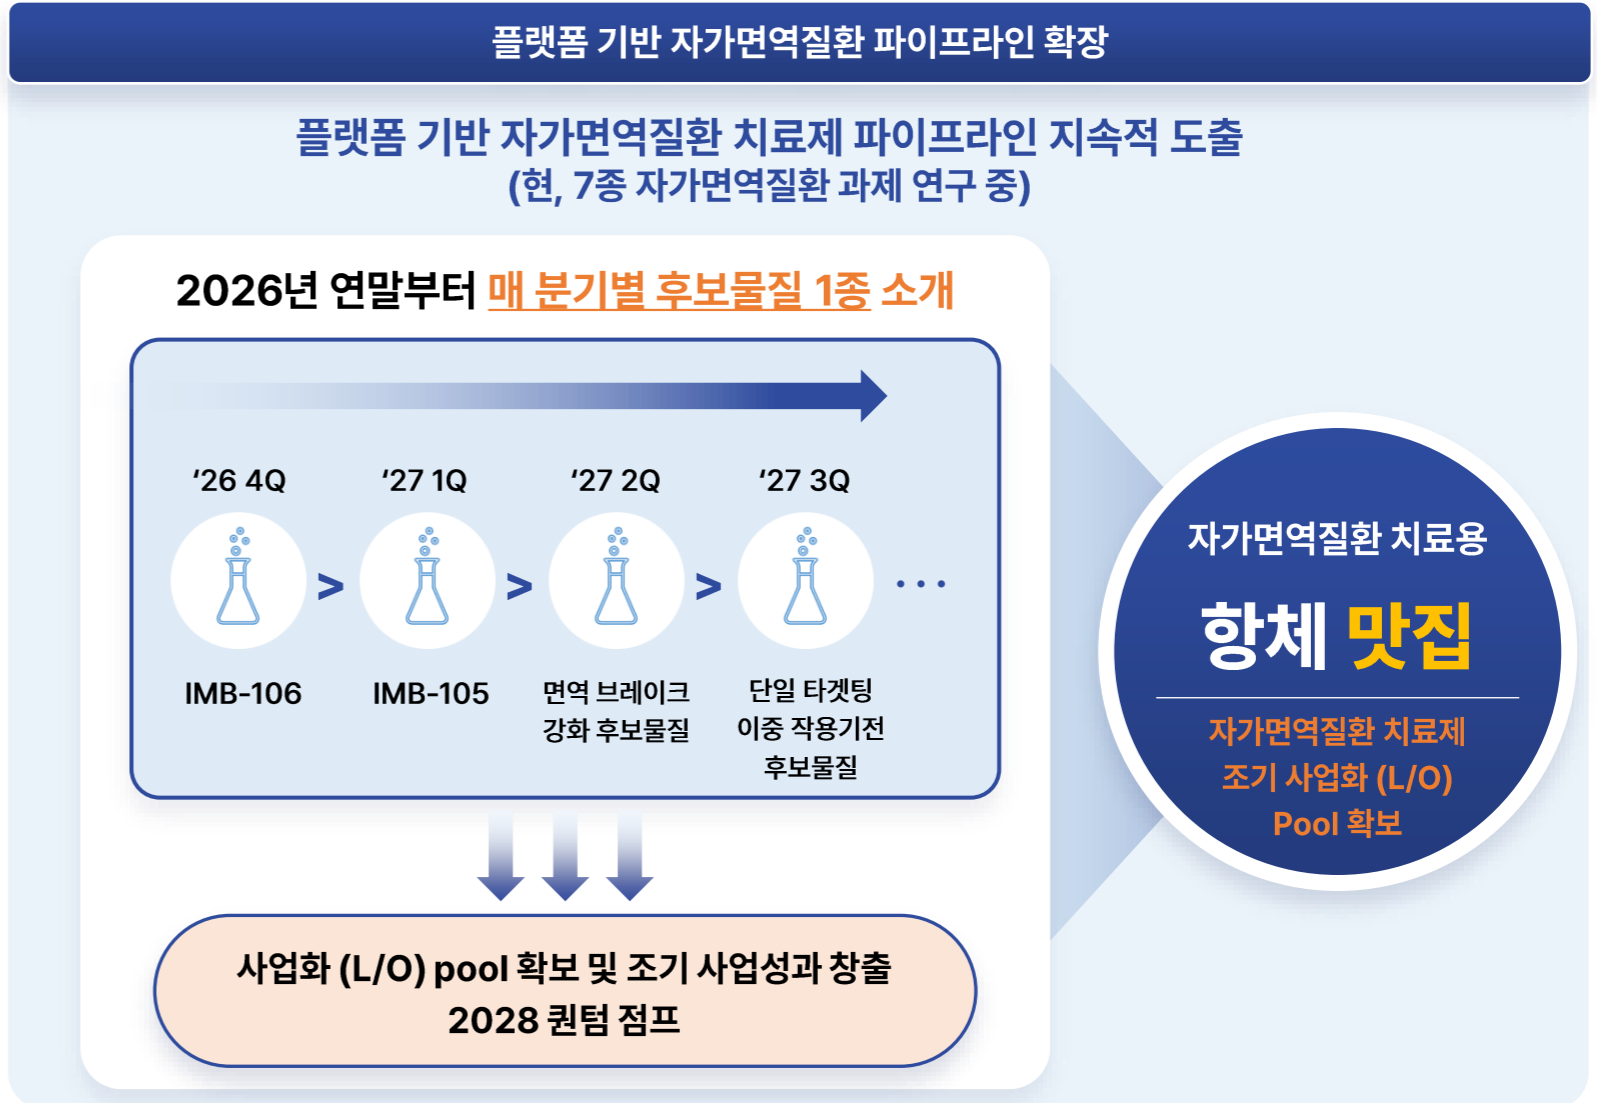 플랫폼 기반 자가면역질환 파이프라인 확장
플랫폼 기반 자가면역질환 치료제 파이프라인 지속적 도출
(현, 7종 자가면역질환 과제 연구 중)
2026년 연말부터 매 분기별 후보물질 1종 소개
‘26 4Q
‘27 1Q
‘27 2Q
‘27 3Q
>
>
>
···
IMB-106
IMB-105
면역 브레이크
강화 후보물질
단일 타겟팅
이중 작용기전
후보물질
사업화 (L/O) pool 확보 및 조기 사업성과 창출
2028 퀀텀 점프
자가면역질환 치료용
항체 맛집
자가면역질환 치료제
조기 사업화 (L/O)
Pool 확보